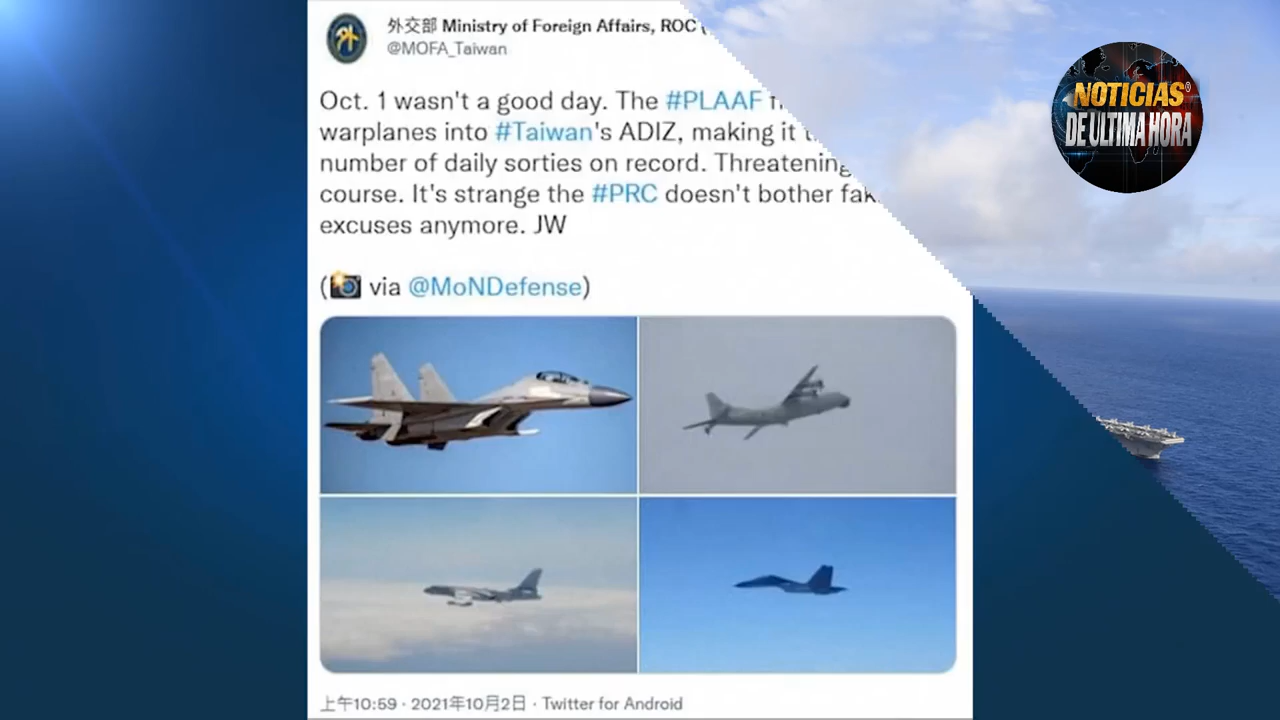 外交部 Ministry of Foreign Affairs, ROC (
@MOFA_Taiwan
Oct. 1 wasn't a good day. The #PLAAF
warplanes into #Taiwan's ADIZ, making it
number of daily sorties on record. Threatening
course. It's strange the #PRC doesn't bother
excuses anymore. JW
(📸 via @MoNDefense)
上午10:59 · 2021年10月2日 · Twitter for Android
NOTICIAS®
DE ULTIMA HORA